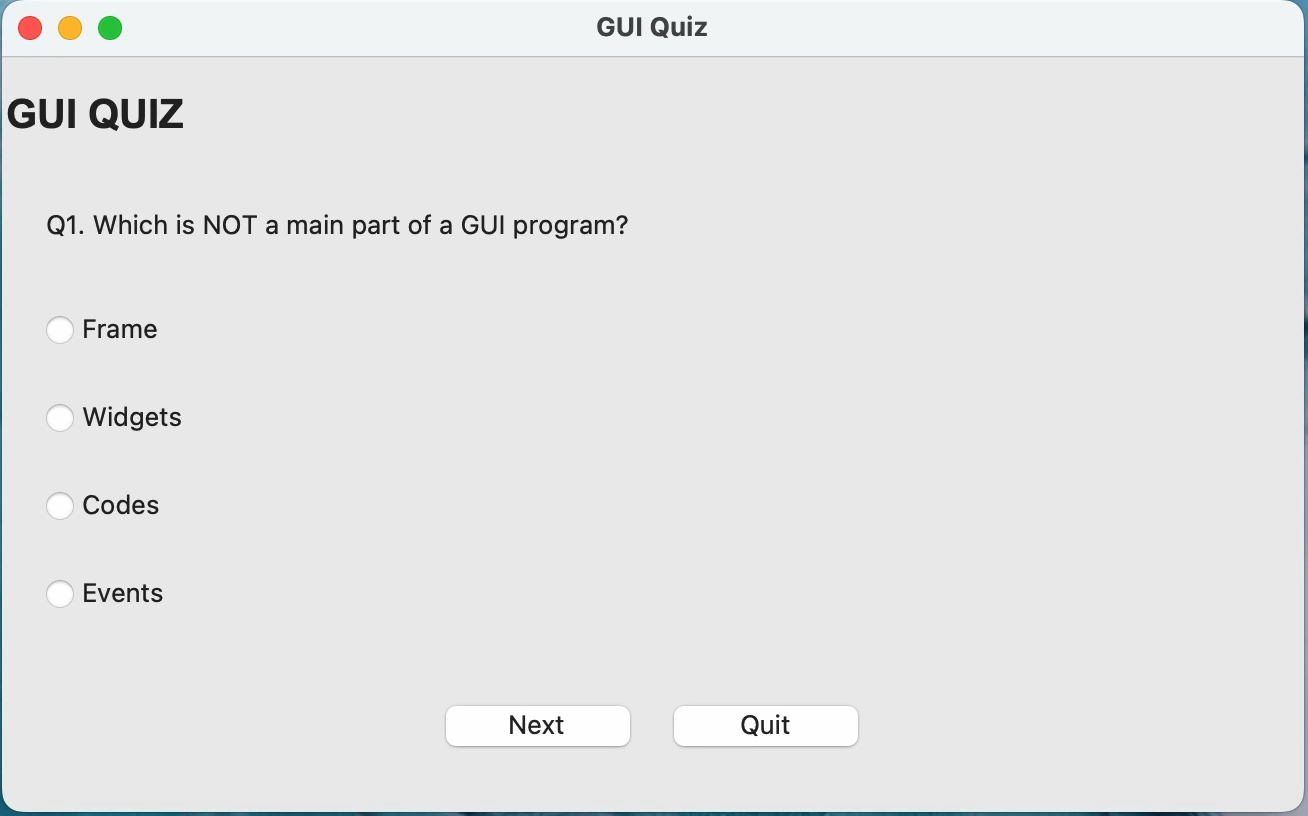 GUI Quiz
GUI QUIZ
Q1. Which is NOT a main part of a GUI program?
Frame
Widgets
Codes
Events
Next Quit